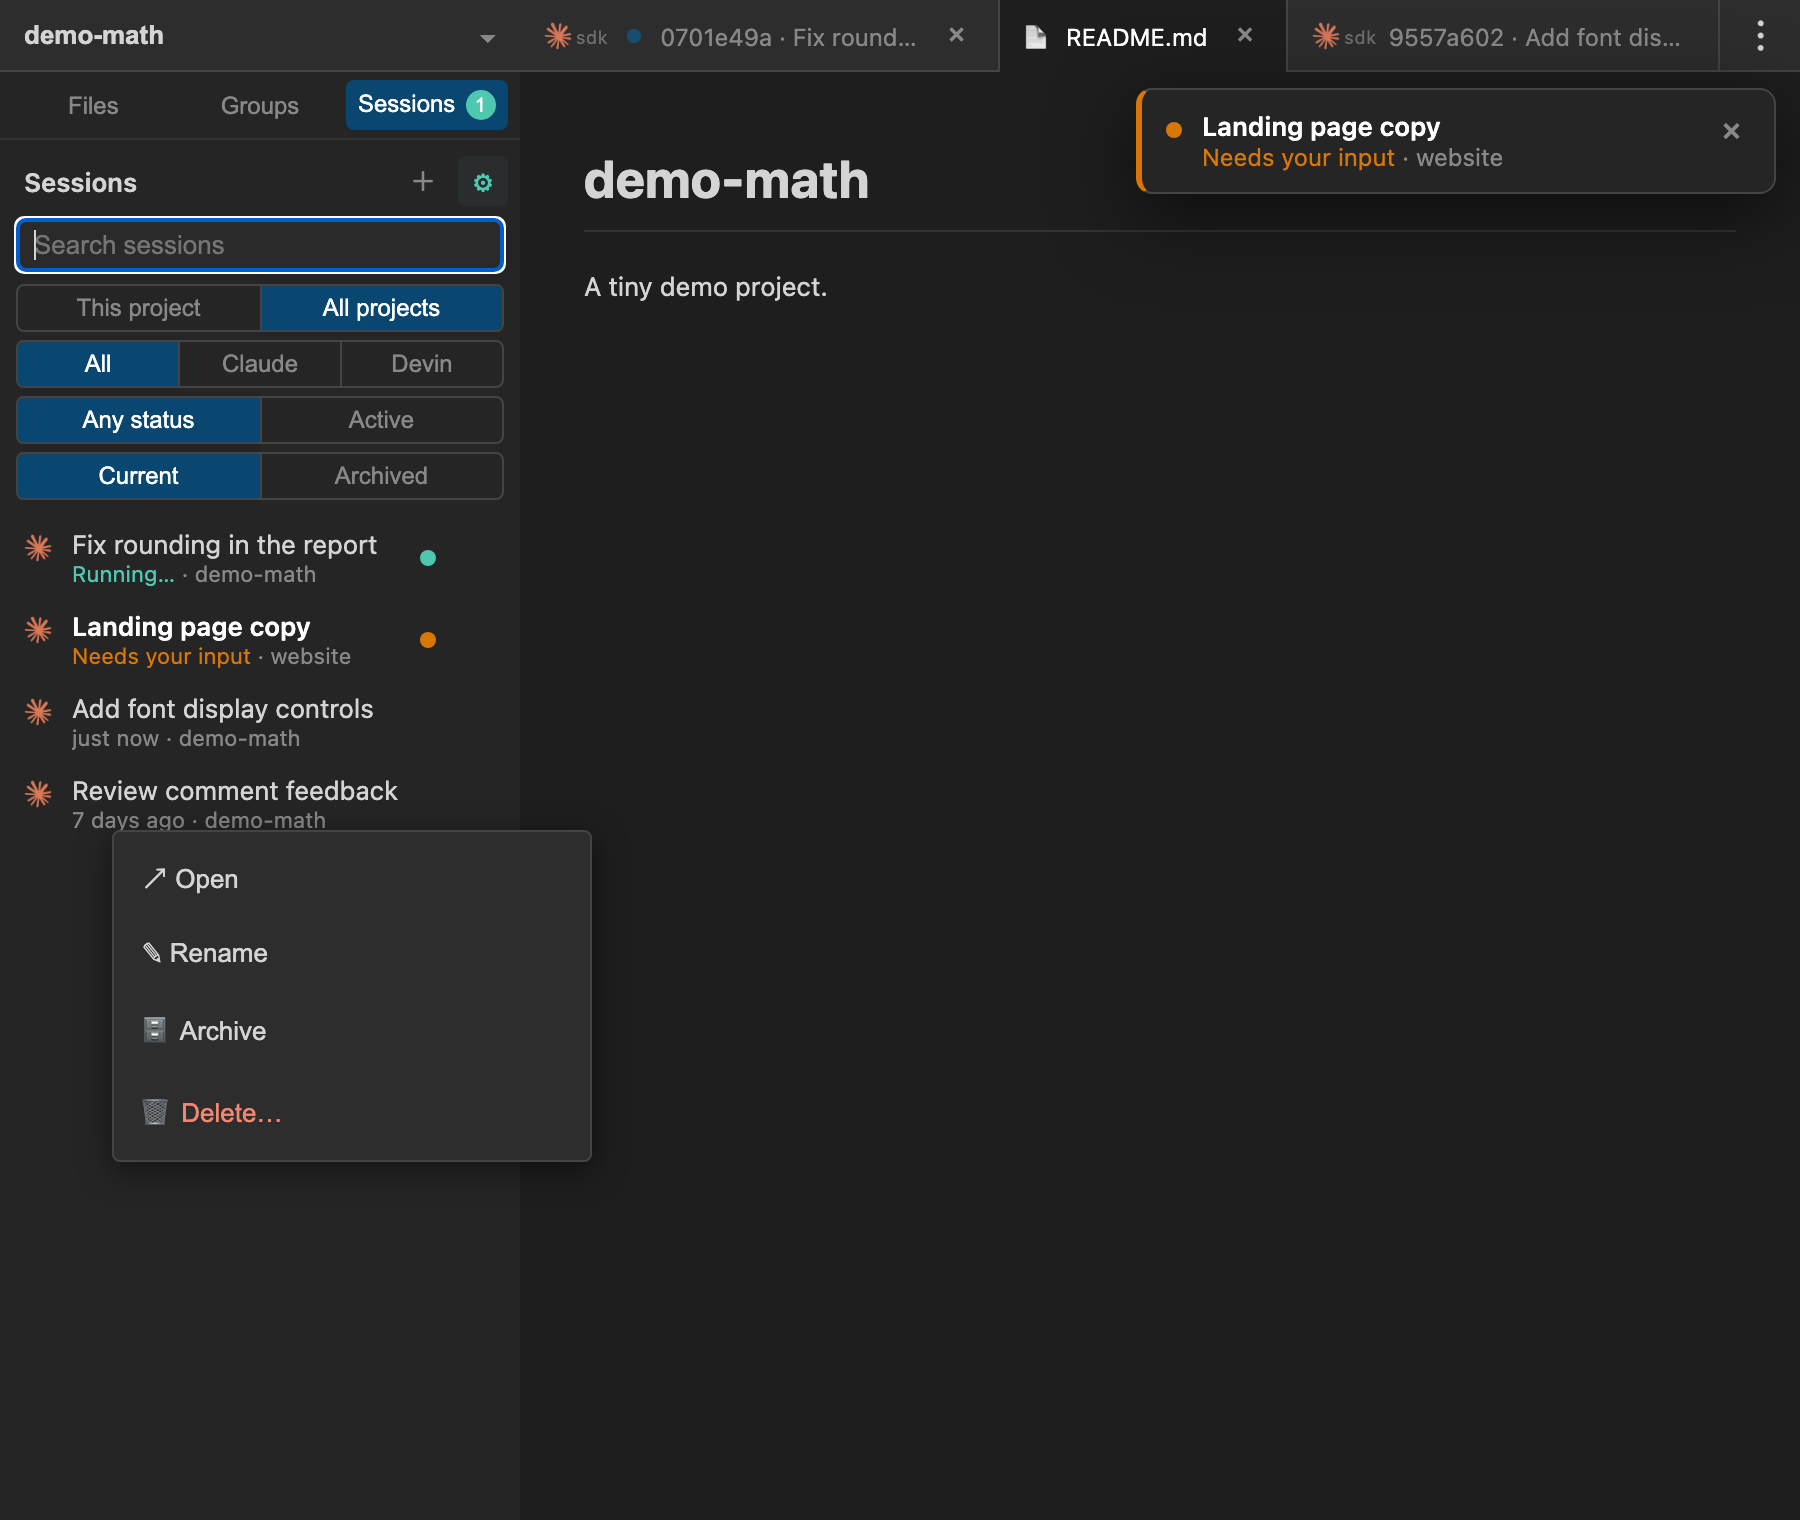 demo-math
sdk 0701e49a · Fix round...
README.md
sdk 9557a602 · Add font dis...
Files
Groups
Sessions 1
Sessions
Search sessions
This project
All projects
All
Claude
Devin
Any status
Active
Current
Archived
Fix rounding in the report
Running... · demo-math
Landing page copy
Needs your input · website
Add font display controls
just now · demo-math
Review comment feedback
7 days ago · demo-math
Open
Rename
Archive
Delete...
demo-math
A tiny demo project.
Landing page copy
Needs your input · website